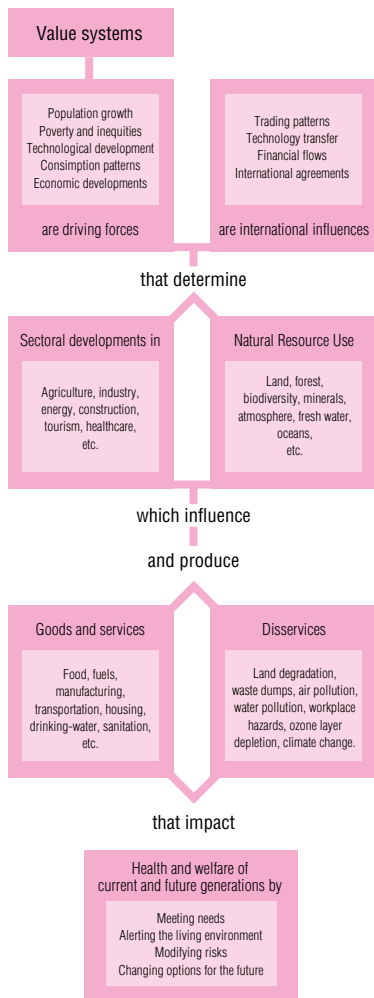 Value systems
Population growth
Poverty and inequities
Technological development
Consimption patterns
Economic developments
are driving forces
Trading patterns
Technology transfer
Financial flows
International agreements
are international influences
that determine
Sectoral developments in
Agriculture, industry,
energy, construction,
tourism, healthcare,
etc.
Natural Resource Use
Land, forest,
biodiversity, minerals,
atmosphere, fresh water,
oceans,
etc.
which influence
and produce
Goods and services
Food, fuels,
manufacturing,
transportation, housing,
drinking-water, sanitation,
etc.
Disservices
Land degradation,
waste dumps, air pollution,
water pollution, workplace
hazards, ozone layer
depletion, climate change.
that impact
Health and welfare of
current and future generations by
Meeting needs
Alerting the living environment
Modifying risks
Changing options for the future